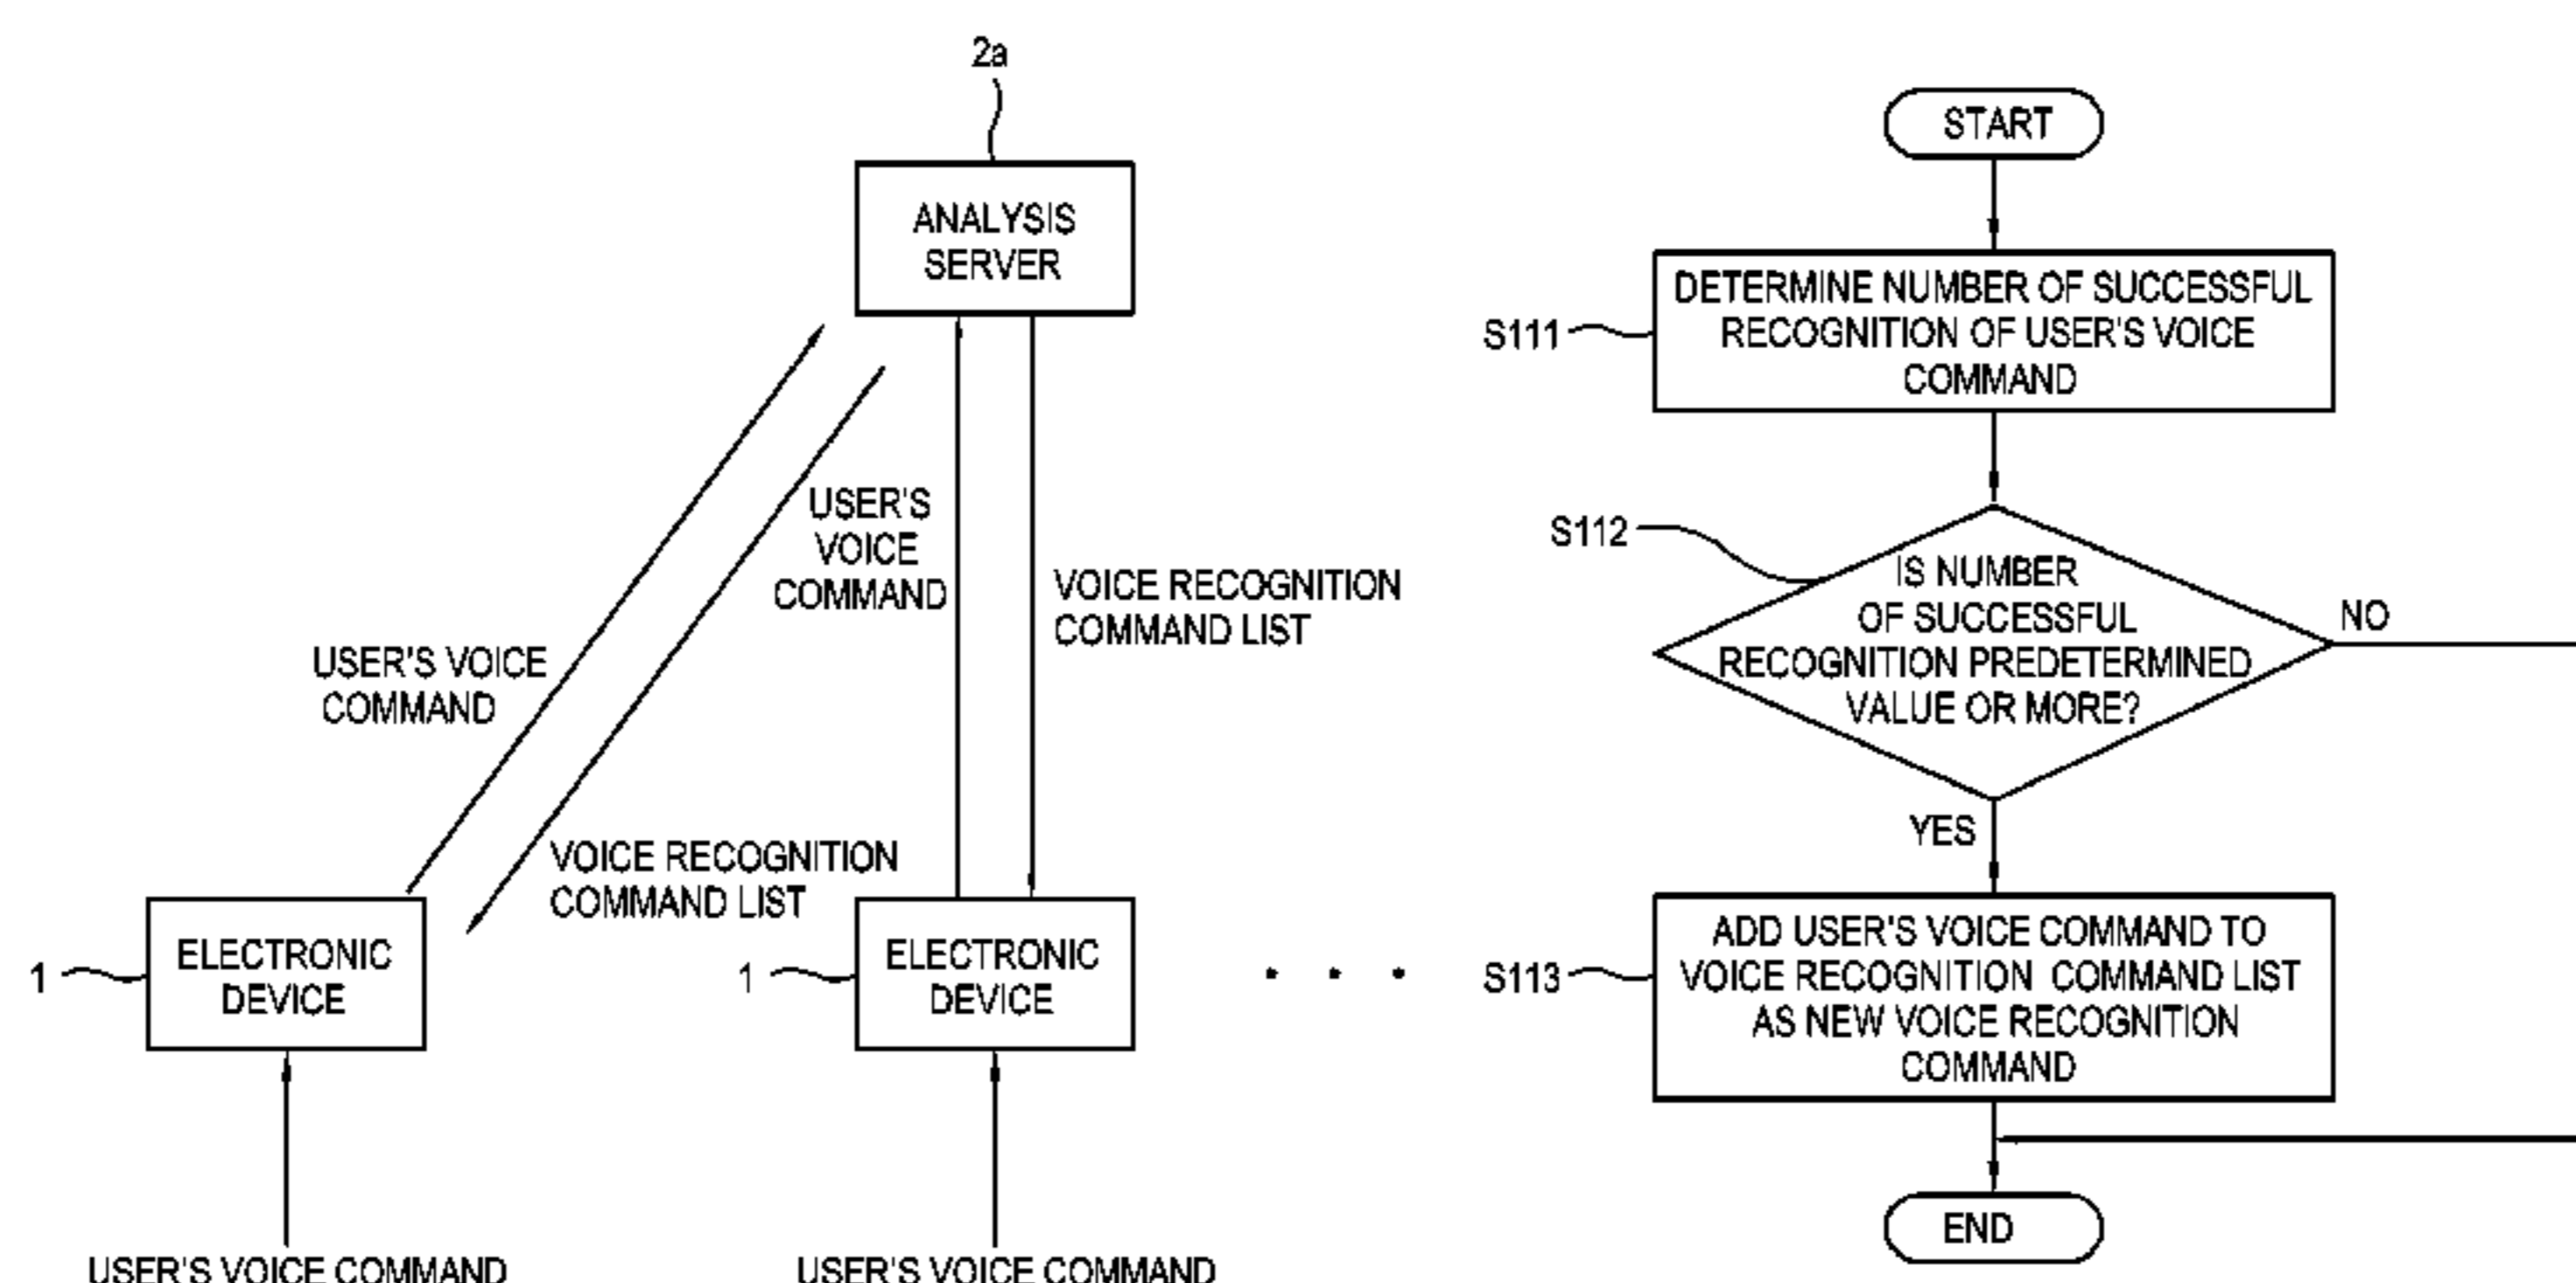 2a
ANALYSIS
SERVER
USER'S
VOICE
COMMAND
VOICE RECOGNITION
COMMAND LIST
USER'S VOICE
COMMAND
VOICE RECOGNITION
COMMAND LIST
1
ELECTRONIC
DEVICE
1
ELECTRONIC
DEVICE
• • •
USER'S VOICE COMMAND
USER'S VOICE COMMAND
START
S111
DETERMINE NUMBER OF SUCCESSFUL
RECOGNITION OF USER'S VOICE
COMMAND
S112
IS NUMBER
OF SUCCESSFUL
RECOGNITION PREDETERMINED
VALUE OR MORE?
NO
YES
S113
ADD USER'S VOICE COMMAND TO
VOICE RECOGNITION COMMAND LIST
AS NEW VOICE RECOGNITION
COMMAND
END